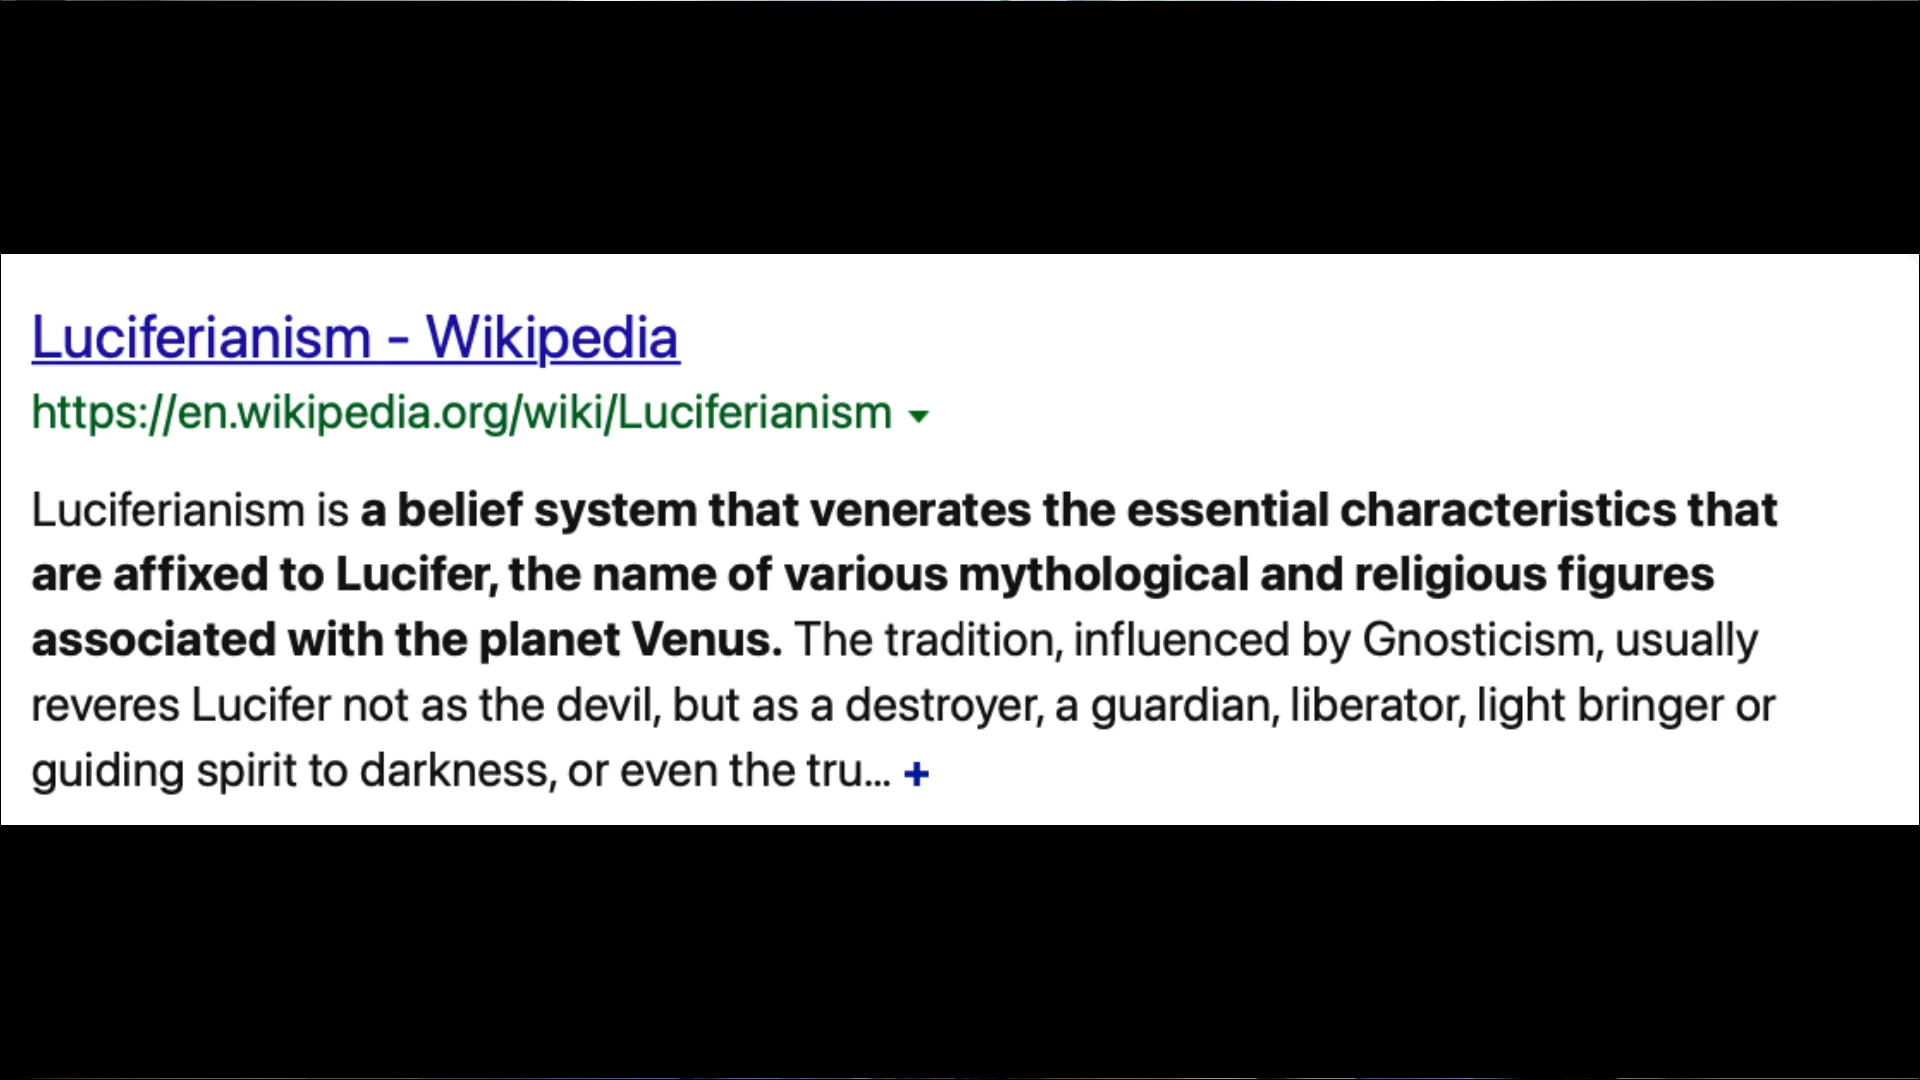 Luciferianism - Wikipedia
https://en.wikipedia.org/wiki/Luciferianism
Luciferianism is a belief system that venerates the essential characteristics that
are affixed to Lucifer, the name of various mythological and religious figures
associated with the planet Venus. The tradition, influenced by Gnosticism, usually
reveres Lucifer not as the devil, but as a destroyer, a guardian, liberator, light bringer or
guiding spirit to darkness, or even the tru... +